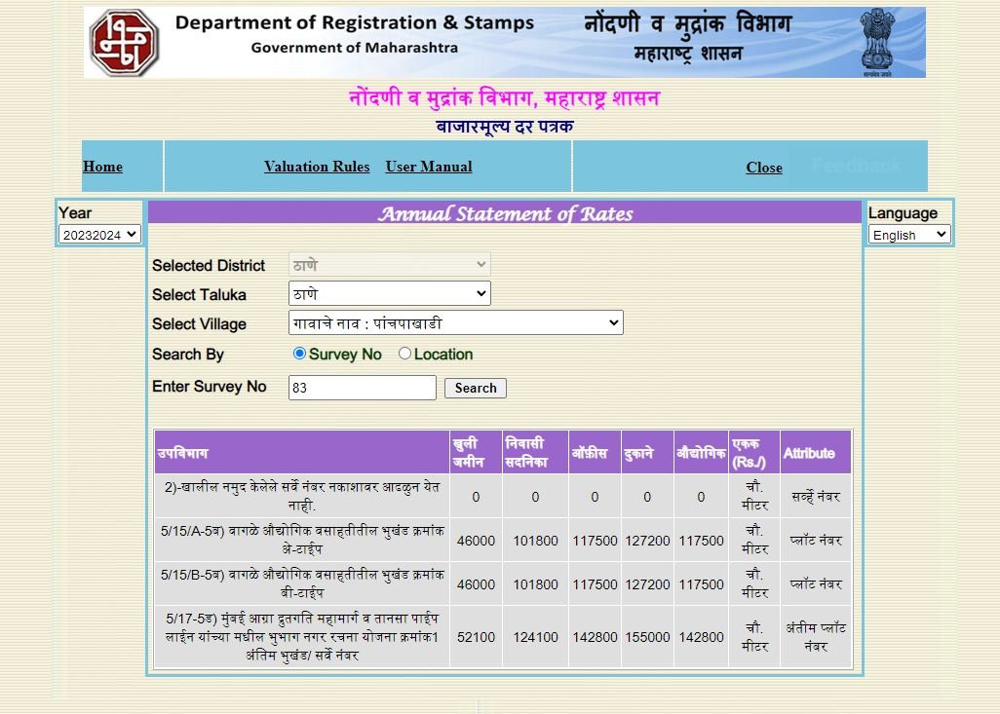 Department of Registration & Stamps
Government of Maharashtra
नोंदणी व मुद्रांक विभाग
महाराष्ट्र शासन
नोंदणी व मुद्रांक विभाग, महाराष्ट्र शासन
बाजारमूल्य दर पत्रक
Home Valuation Rules User Manual Close Feedback
Year Annual Statement of Rates Language
20232024 English
Selected District ठाणे
Select Taluka ठाणे
Select Village गावाचे नाव : पांचपाखाडी
Search By Survey No Location
Enter Survey No 83 Search
उपविभाग खुली जमीन निवासी सदनिका ऑफ़ीस दुकाने औद्योगिक एकक (Rs./) Attribute
2)-खालील नमुद केलेले सर्वे नंबर नकाशावर आढळुन येत नाही. 0 0 0 0 0 चौ. मीटर सर्व्हे नंबर
5/15/A-5ब) वागळे औद्योगिक वसाहतीतील भुखंड क्रमांक अे-टाईप 46000 101800 117500 127200 117500 चौ. मीटर प्लॉट नंबर
5/15/B-5ब) वागळे औद्योगिक वसाहतीतील भुखंड क्रमांक बी-टाईप 46000 101800 117500 127200 117500 चौ. मीटर प्लॉट नंबर
5/17-5ड) मुंबई आग्रा द्रुतगति महामार्ग व तानसा पाईप लाईन यांच्या मधील भुभाग नगर रचना योजना क्रमांक1 अंतिम भुखंड/ सर्वे नंबर 52100 124100 142800 155000 142800 चौ. मीटर अंतीम प्लॉट नंबर